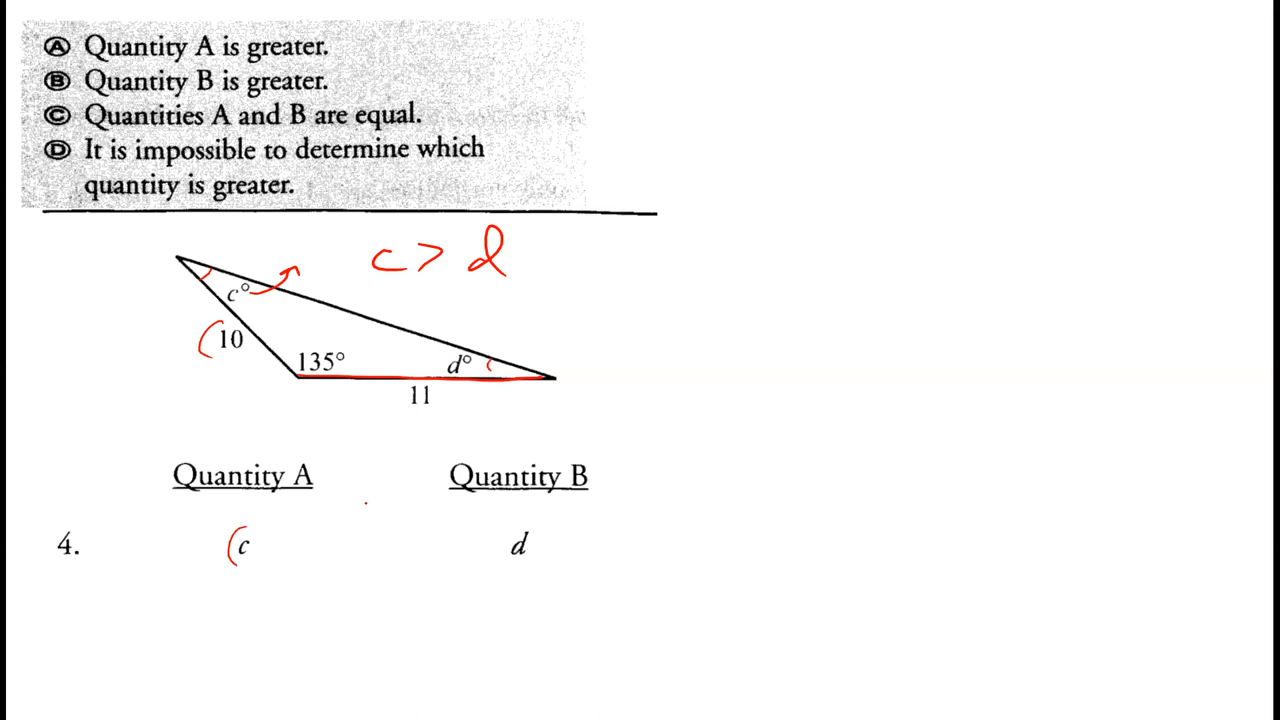 Ⓐ Quantity A is greater.
Ⓑ Quantity B is greater.
Ⓒ Quantities A and B are equal.
Ⓓ It is impossible to determine which
quantity is greater.
c > d
c°
10
135°
d°
11
Quantity A Quantity B
4. c d